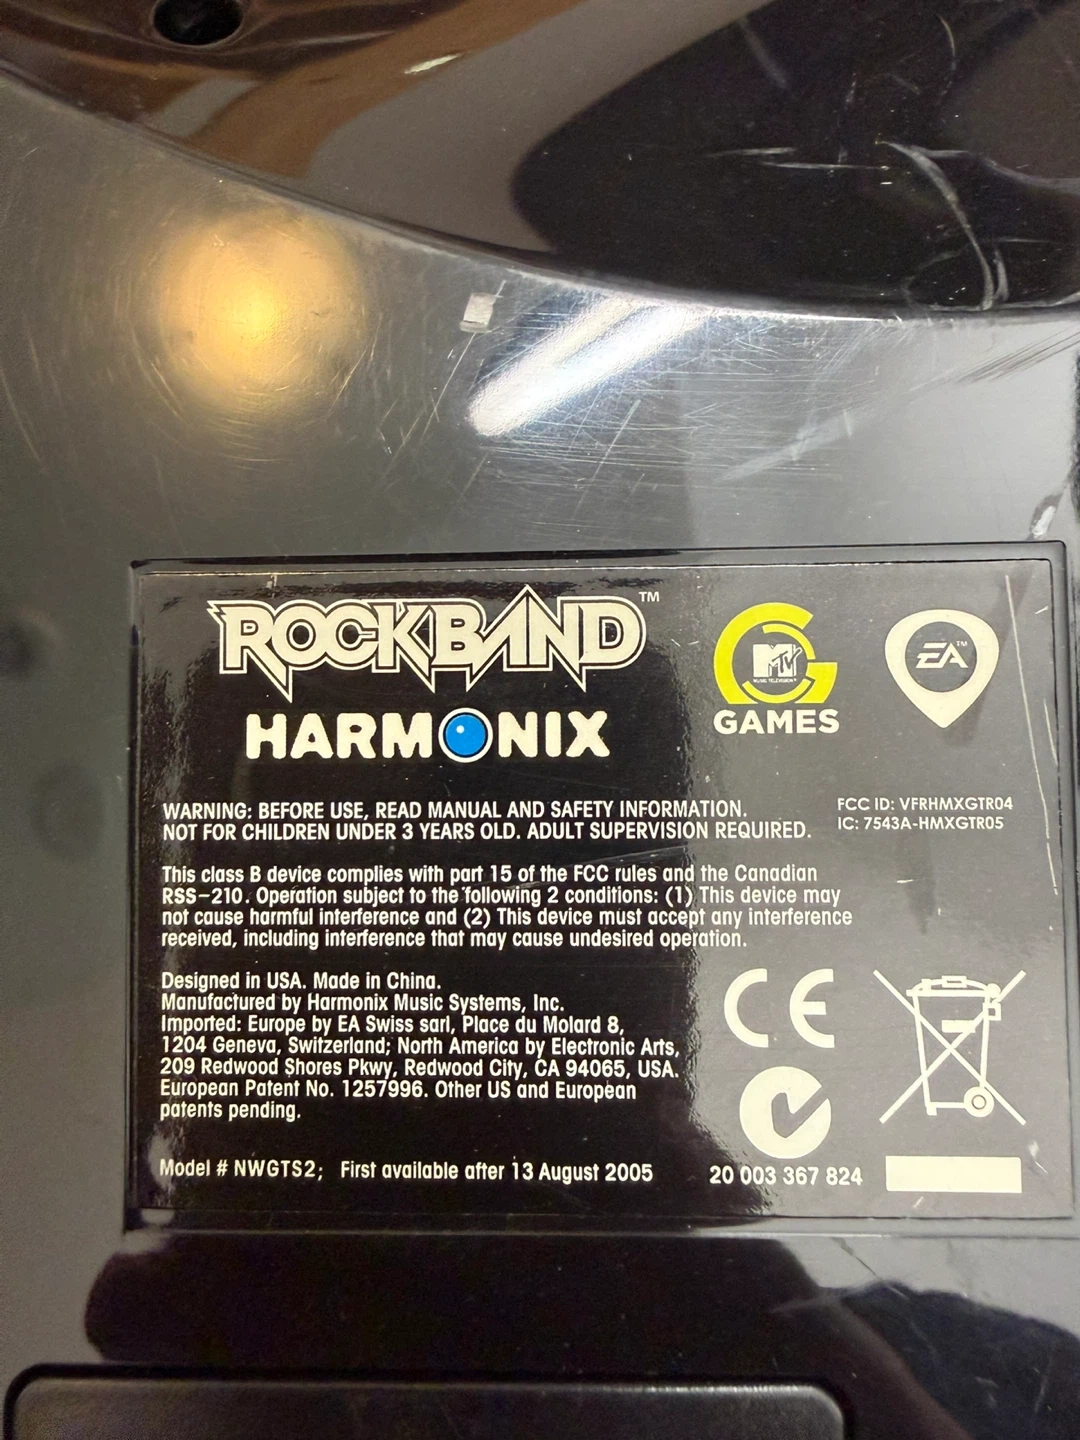 ROCKBAND™
HARMONIX
G
MTV
MUSIC TELEVISION®
GAMES
EA™
WARNING: BEFORE USE, READ MANUAL AND SAFETY INFORMATION.
NOT FOR CHILDREN UNDER 3 YEARS OLD. ADULT SUPERVISION REQUIRED.
FCC ID: VFRHMXGTR04
IC: 7543A-HMXGTR05
This class B device complies with part 15 of the FCC rules and the Canadian
RSS-210. Operation subject to the following 2 conditions: (1) This device may
not cause harmful interference and (2) This device must accept any interference
received, including interference that may cause undesired operation.
Designed in USA. Made in China.
Manufactured by Harmonix Music Systems, Inc.
Imported: Europe by EA Swiss sarl, Place du Molard 8,
1204 Geneva, Switzerland; North America by Electronic Arts,
209 Redwood Shores Pkwy, Redwood City, CA 94065, USA.
European Patent No. 1257996. Other US and European
patents pending.
CE
Model # NWGTS2; First available after 13 August 2005
20 003 367 824